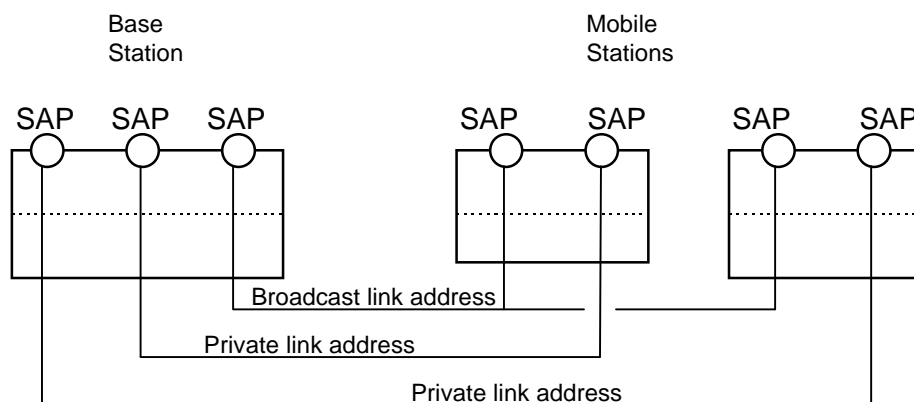 Base
Station
Mobile
Stations
SAP SAP SAP SAP SAP SAP SAP
Broadcast link address
Private link address
Private link address